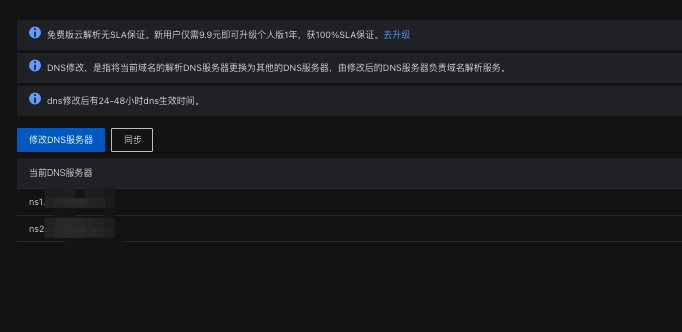 免费版云解析无SLA保证。新用户仅需9.9元即可升级个人版1年，获100%SLA保证。去升级
DNS修改，是指将当前域名的解析DNS服务器更换为其他的DNS服务器，由修改后的DNS服务器负责域名解析服务。
dns修改后有24-48小时dns生效时间。
修改DNS服务器 同步
当前DNS服务器
ns1.
ns2